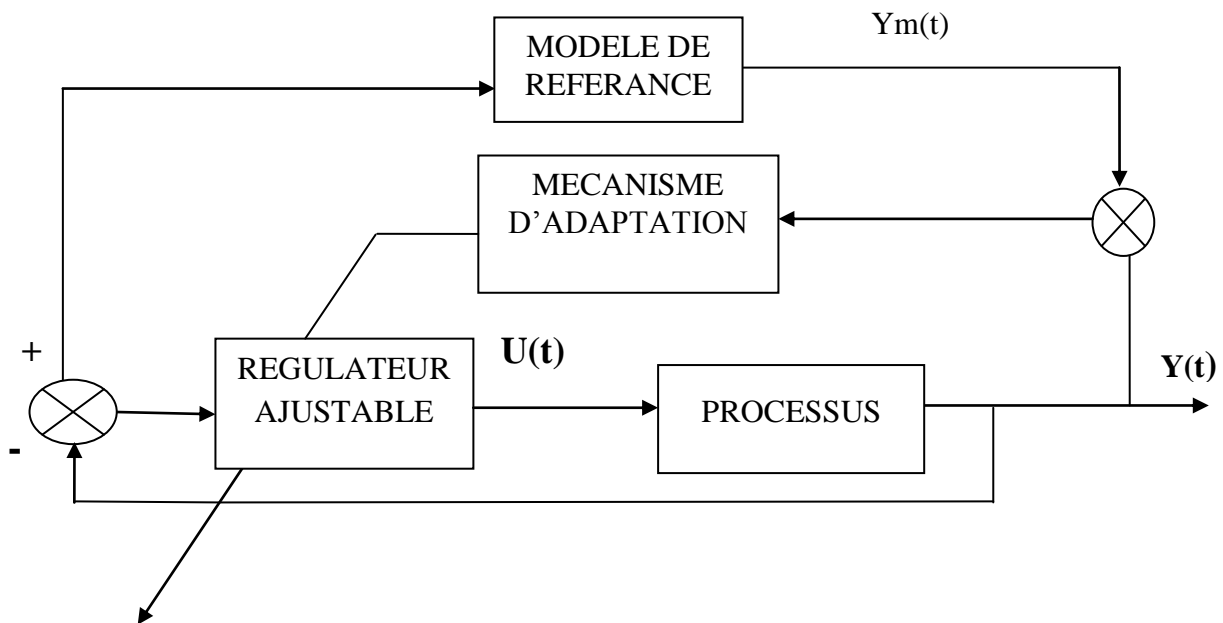 Ym(t)
MODELE DE
REFERANCE
MECANISME
D'ADAPTATION
+
REGULATEUR
AJUSTABLE
U(t)
PROCESSUS
Y(t)
-